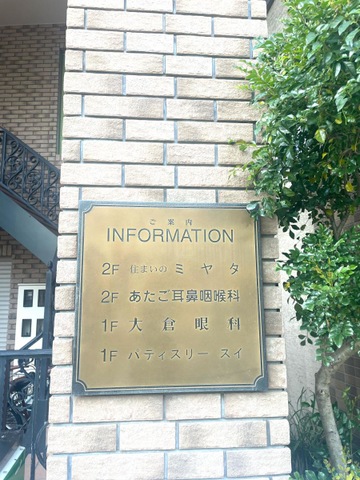 ご案内
INFORMATION
2F 住まいの ミヤタ
2F あたご耳鼻咽喉科
1F 大倉眼科
1F パティスリー スイ